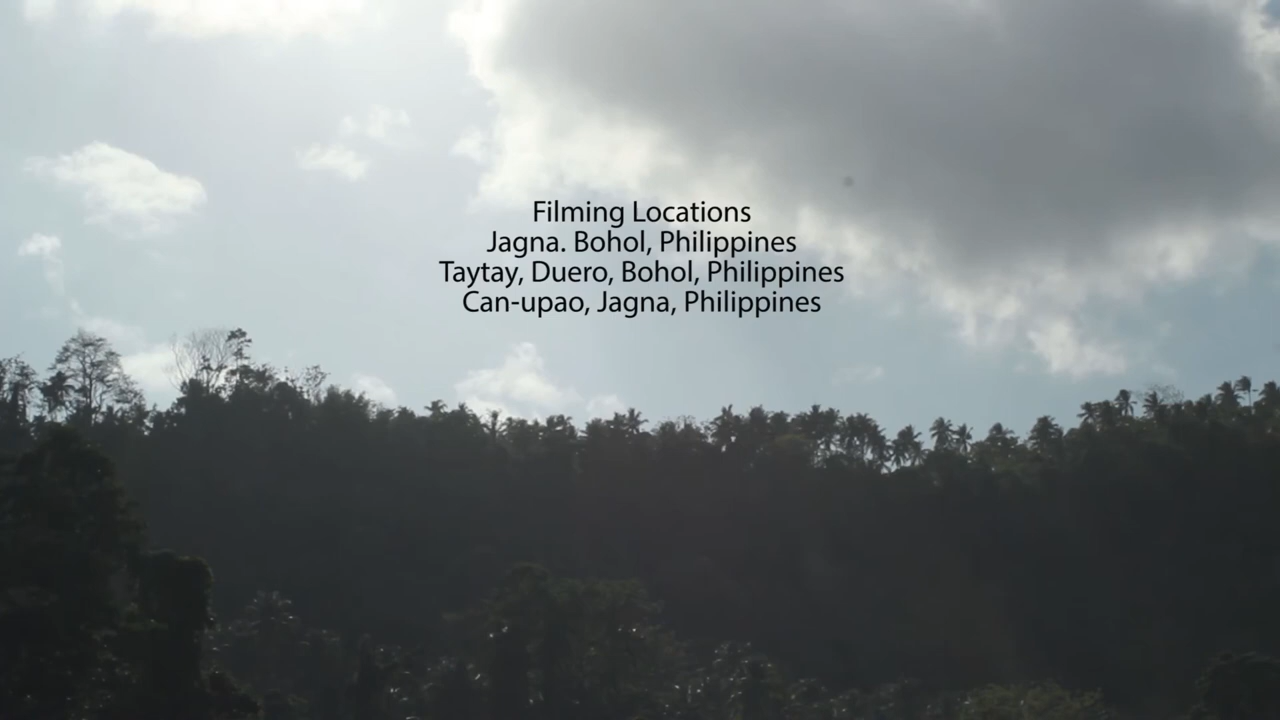 Filming Locations
Jagna. Bohol, Philippines
Taytay, Duero, Bohol, Philippines
Can-upao, Jagna, Philippines